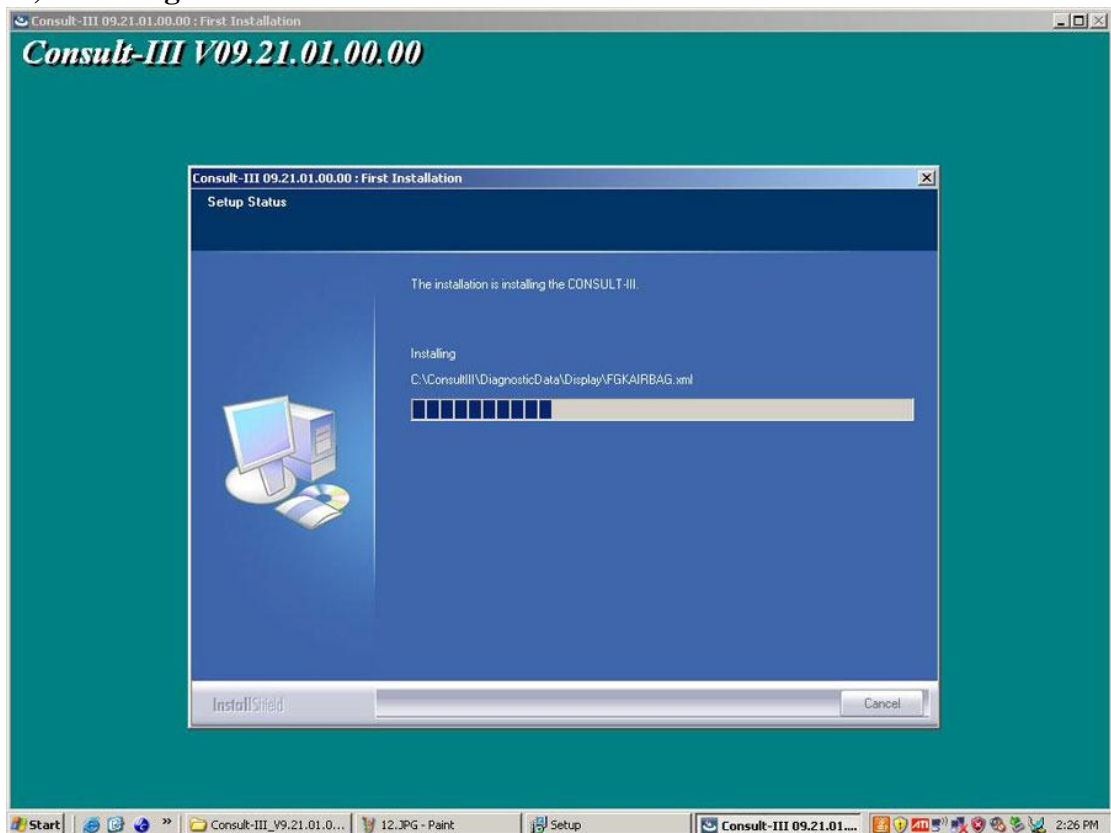 Consult-III 09.21.01.00.00 : First Installation
Consult-III V09.21.01.00.00
Consult-III 09.21.01.00.00 : First Installation
Setup Status
The installation is installing the CONSULT-III.
Installing
C:\ConsultIII\DiagnosticData\Display\FGKAIRBAG.xml
InstallShield
Cancel
Start » Consult-III_V9.21.01.0... 12.JPG - Paint Setup Consult-III 09.21.01.... ATI 2:26 PM